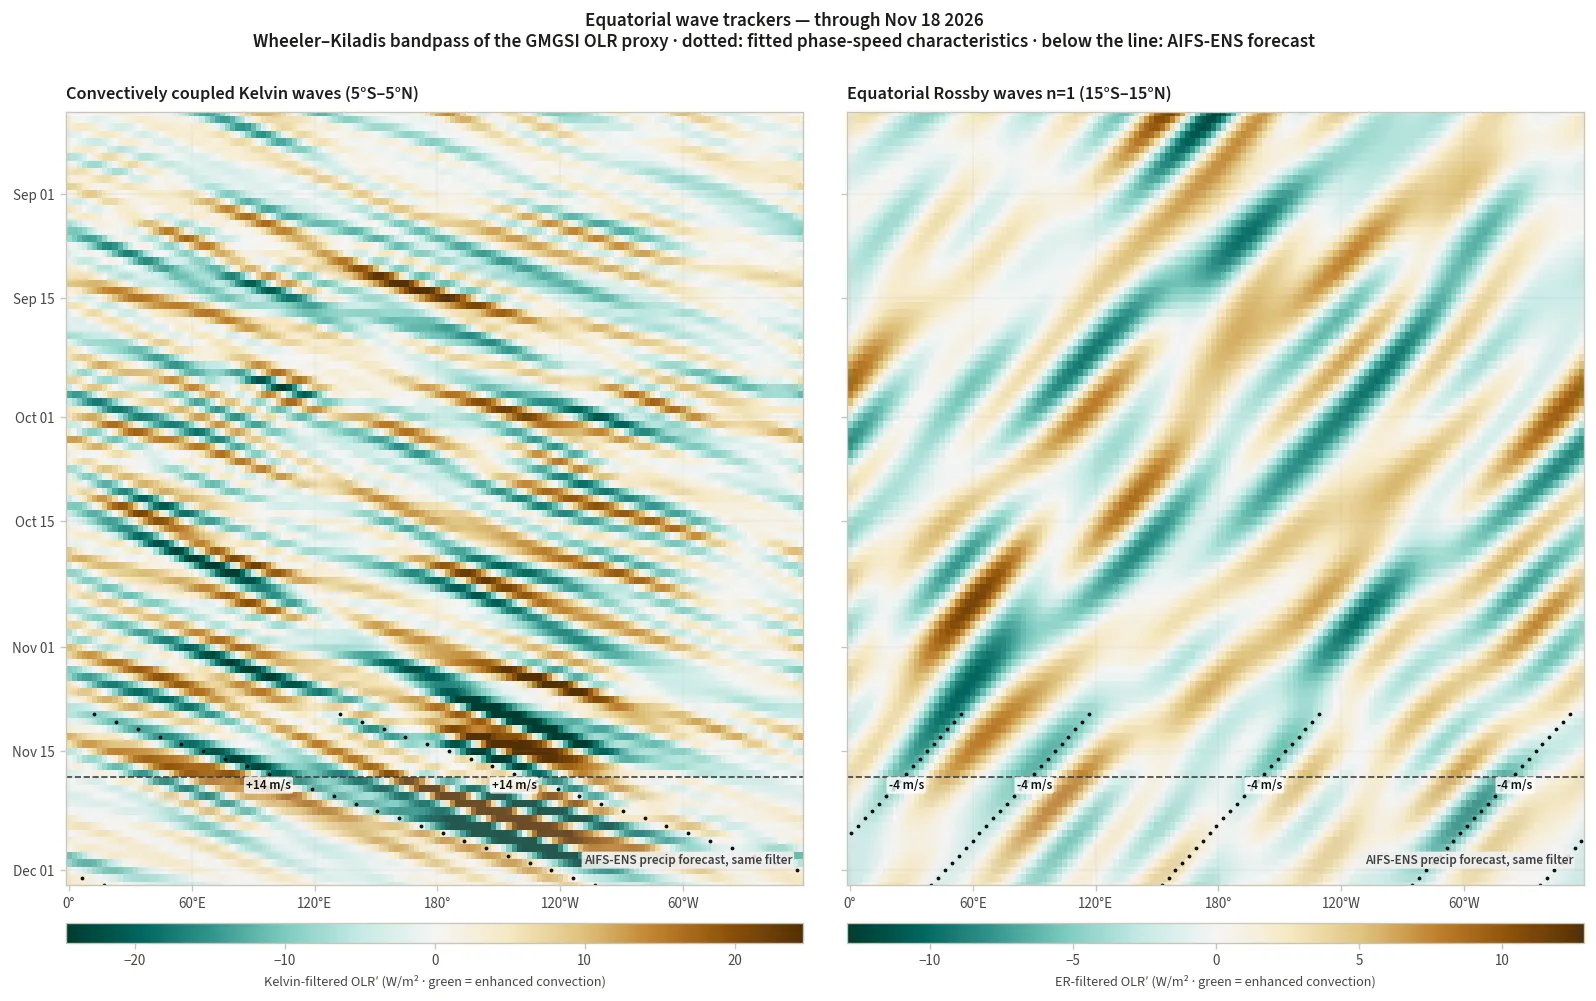 Equatorial wave trackers — through Nov 18 2026
Wheeler–Kiladis bandpass of the GMGSI OLR proxy · dotted: fitted phase-speed characteristics · below the line: AIFS-ENS forecast
Convectively coupled Kelvin waves (5°S–5°N)
Sep 01
Sep 15
Oct 01
Oct 15
Nov 01
Nov 15
Dec 01
+14 m/s
+14 m/s
AIFS-ENS precip forecast, same filter
0°
60°E
120°E
180°
120°W
60°W
−20
−10
0
10
20
Kelvin-filtered OLR′ (W/m² · green = enhanced convection)
Equatorial Rossby waves n=1 (15°S–15°N)
-4 m/s
-4 m/s
-4 m/s
-4 m/s
AIFS-ENS precip forecast, same filter
0°
60°E
120°E
180°
120°W
60°W
−10
−5
0
5
10
ER-filtered OLR′ (W/m² · green = enhanced convection)